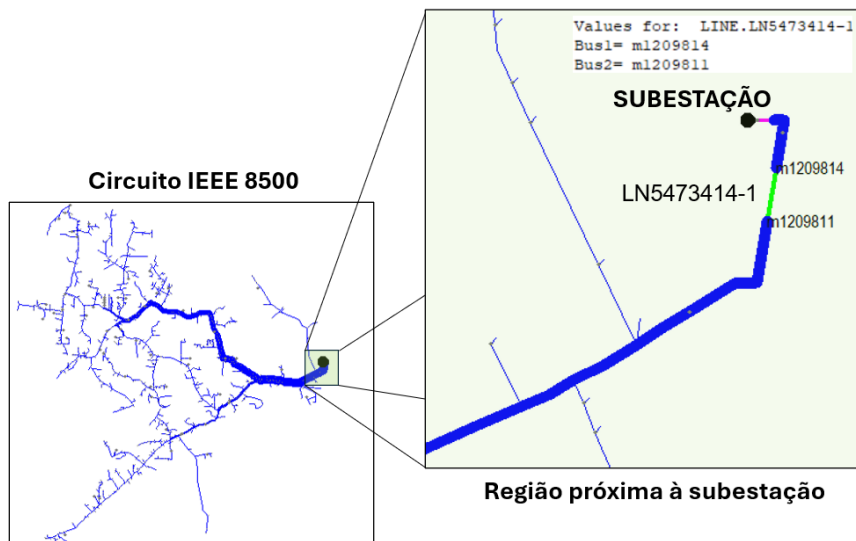 Values for: LINE.LN5473414-1
Bus1= m1209814
Bus2= m1209811
SUBESTAÇÃO
Circuito IEEE 8500
m1209814
LN5473414-1
m1209811
Região próxima à subestação